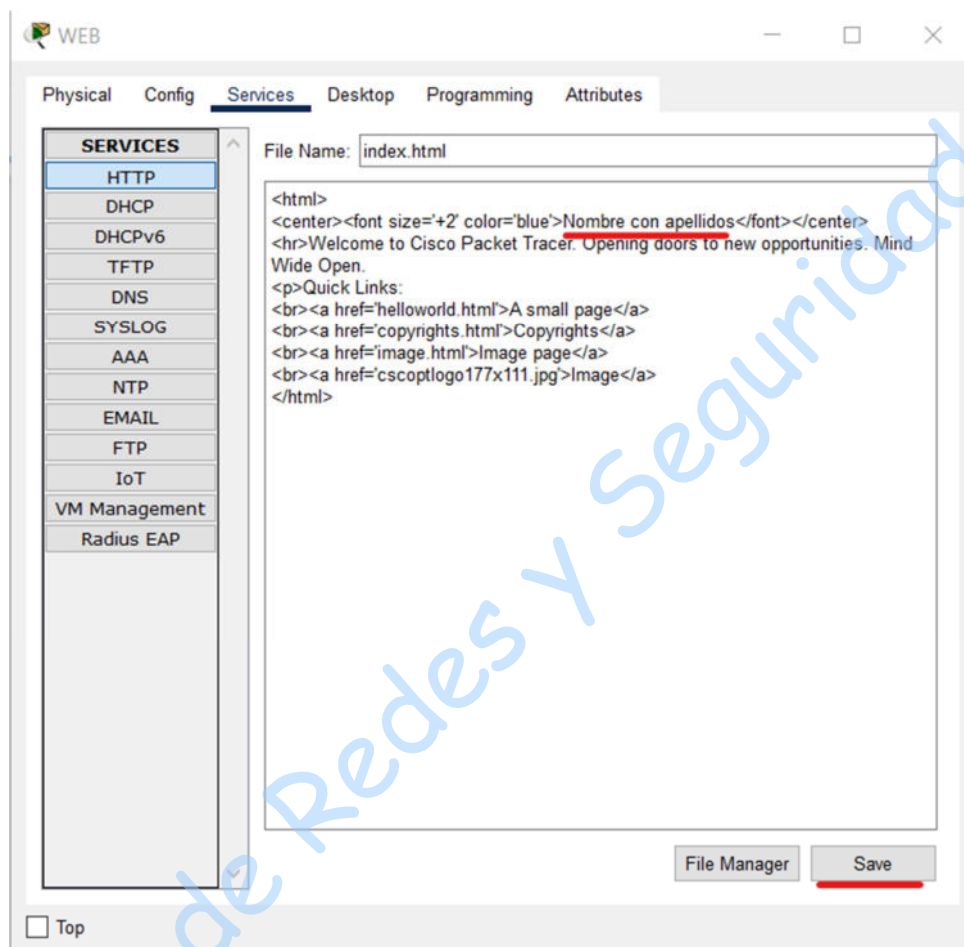 WEB
Physical Config Services Desktop Programming Attributes
SERVICES
HTTP
DHCP
DHCPv6
TFTP
DNS
SYSLOG
AAA
NTP
EMAIL
FTP
IoT
VM Management
Radius EAP
File Name: index.html
<html>
<center><font size='+2' color='blue'>Nombre con apellidos</font></center>
<hr>Welcome to Cisco Packet Tracer. Opening doors to new opportunities. Mind
Wide Open.
<p>Quick Links:
<br><a href='helloworld.html'>A small page</a>
<br><a href='copyrights.html'>Copyrights</a>
<br><a href='image.html'>Image page</a>
<br><a href='cscoptlogo177x111.jpg'>Image</a>
</html>
File Manager Save
Top
de Redes y Seguridad